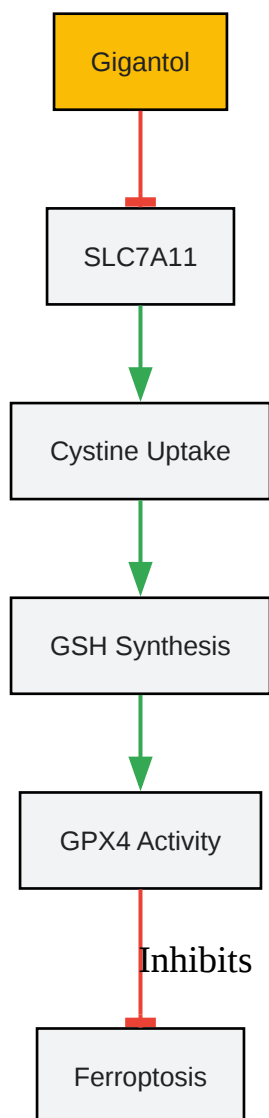 Gigantol
SLC7A11
Cystine Uptake
GSH Synthesis
GPX4 Activity
Inhibits
Ferroptosis